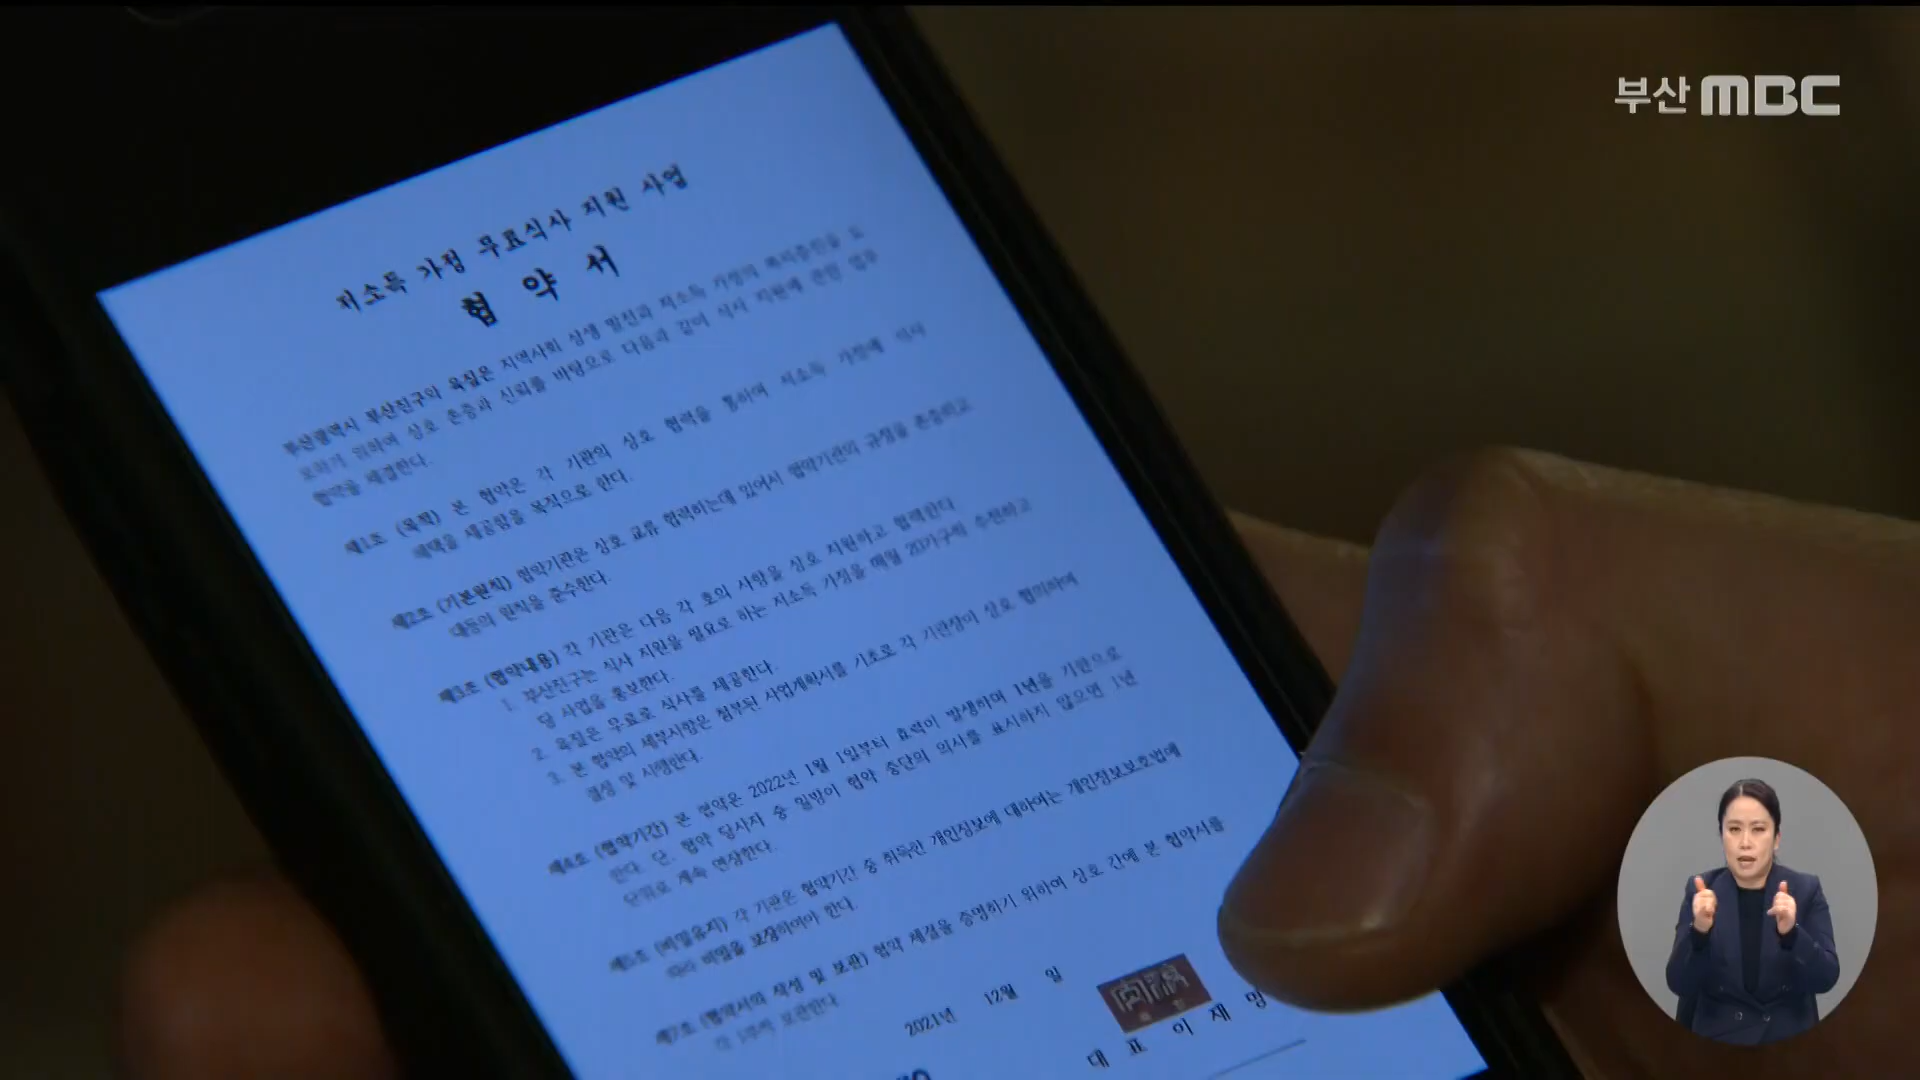 부산 MBC
저소득 가정 무료식사 지원 사업
협 약 서
부산광역시 부산진구와 육질은 지역사회 상생 발전과 저소득 가정의 복지증진을 도
모하기 위하여 상호 존중과 신뢰를 바탕으로 다음과 같이 식사 지원에 관한 업무
협약을 체결한다.
제1조 (목적) 본 협약은 각 기관의 상호 협력을 통하여 저소득 가정에 식사
혜택을 제공함을 목적으로 한다.
제2조 (기본원칙) 협약기관은 상호 교류 협력하는데 있어서 협약기관의 규정을 존중하고
대등의 원칙을 준수한다.
제3조 (협약내용) 각 기관은 다음 각 호의 사항을 상호 지원하고 협력한다
1. 부산진구는 식사 지원을 필요로 하는 저소득 가정을 매월 20가구씩 추천하고
당 사업을 홍보한다.
2. 육질은 무료로 식사를 제공한다.
3. 본 협약의 세부사항은 첨부된 사업계획서를 기초로 각 기관장이 상호 협의하여
결정 및 시행한다.
제4조 (협약기간) 본 협약은 2022년 1월 1일부터 효력이 발생하며 1년을 기한으로
한다. 단, 협약 당사자 중 일방이 협약 중단의 의사를 표시하지 않으면 1년
단위로 계속 연장한다.
제5조 (비밀유지) 각 기관은 협약기간 중 취득한 개인정보에 대하여는 개인정보보호법에
따라 비밀을 보장하여야 한다.
제7조 (협약서의 작성 및 보관) 협약 체결을 증명하기 위하여 상호 간에 본 협약서를
각 1부씩 보관한다
2021년 12월 일
대 표 이 재 명